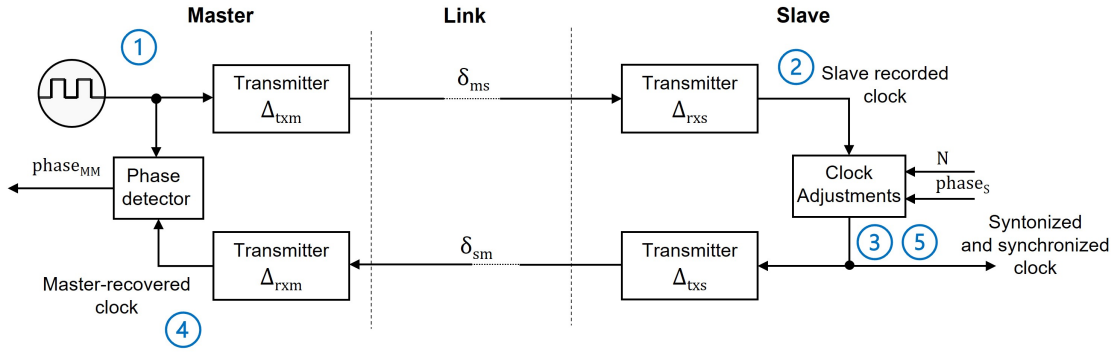 Master
Link
Slave
1
Transmitter
Δtxm
δms
Transmitter
Δrxs
2
Slave recorded
clock
phaseMM
Phase
detector
Clock
Adjustments
N
phaseS
Master-recovered
clock
4
Transmitter
Δrxm
δsm
Transmitter
Δtxs
3
5
Syntonized
and synchronized
clock